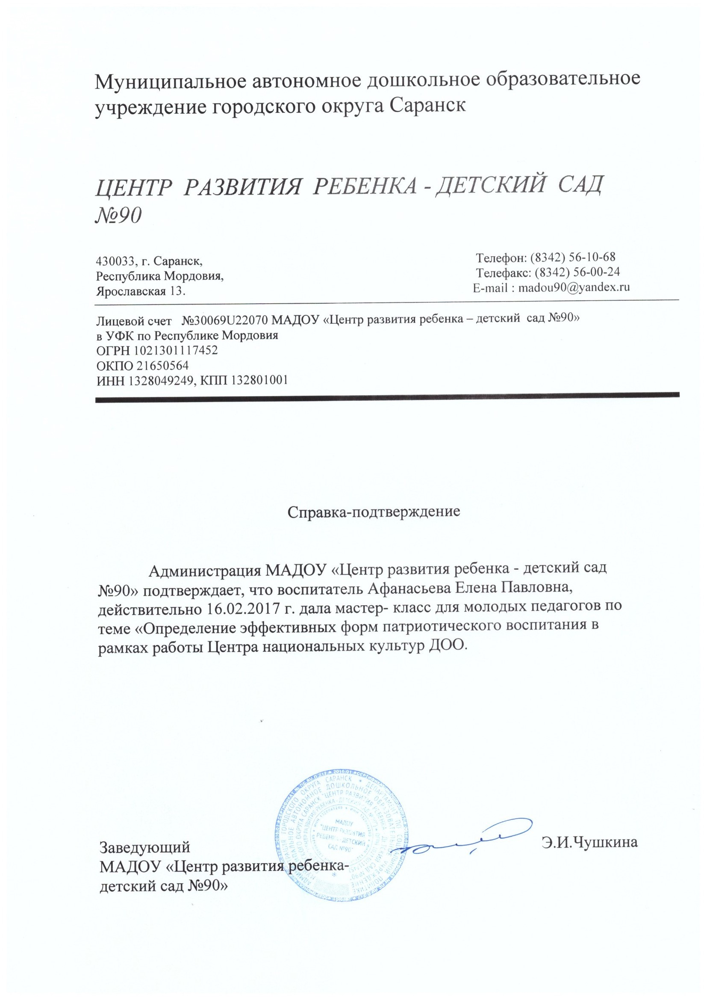 Муниципальное автономное дошкольное образовательное
учреждение городского округа Саранск
ЦЕНТР РАЗВИТИЯ РЕБЕНКА - ДЕТСКИЙ САД
№90
430033, г. Саранск,
Республика Мордовия,
Ярославская 13.
Телефон: (8342) 56-10-68
Телефакс: (8342) 56-00-24
E-mail : madou90@yandex.ru
Лицевой счет №30069U22070 МАДОУ «Центр развития ребенка – детский сад №90»
в УФК по Республике Мордовия
ОГРН 1021301117452
ОКПО 21650564
ИНН 1328049249, КПП 132801001
Справка-подтверждение
Администрация МАДОУ «Центр развития ребенка - детский сад
№90» подтверждает, что воспитатель Афанасьева Елена Павловна,
действительно 16.02.2017 г. дала мастер- класс для молодых педагогов по
теме «Определение эффективных форм патриотического воспитания в
рамках работы Центра национальных культур ДОО.
Заведующий
МАДОУ «Центр развития ребенка-
детский сад №90»
Э.И.Чушкина
МАДОУ
"ЦЕНТР РАЗВИТИЯ
РЕБЕНКА - ДЕТСКИЙ
САД №90"